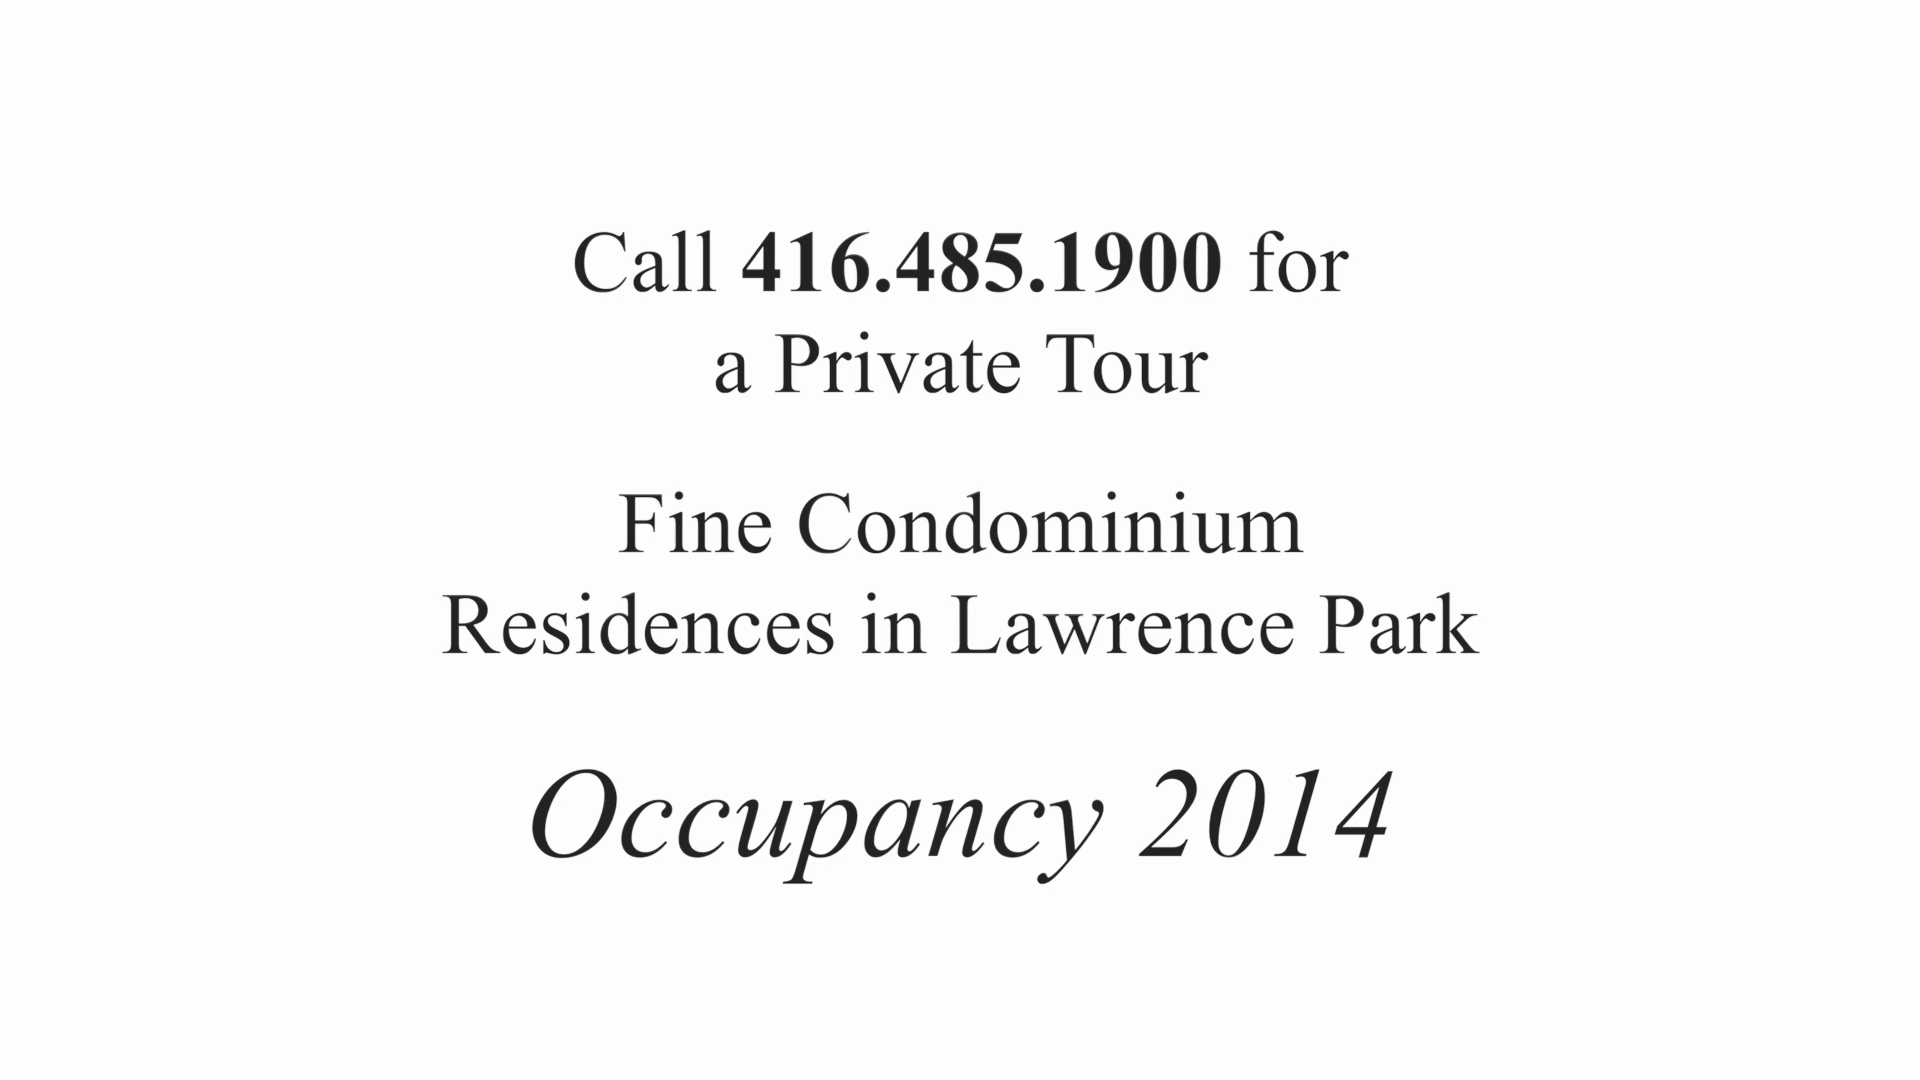 Call 416.485.1900 for
a Private Tour
Fine Condominium
Residences in Lawrence Park
Occupancy 2014